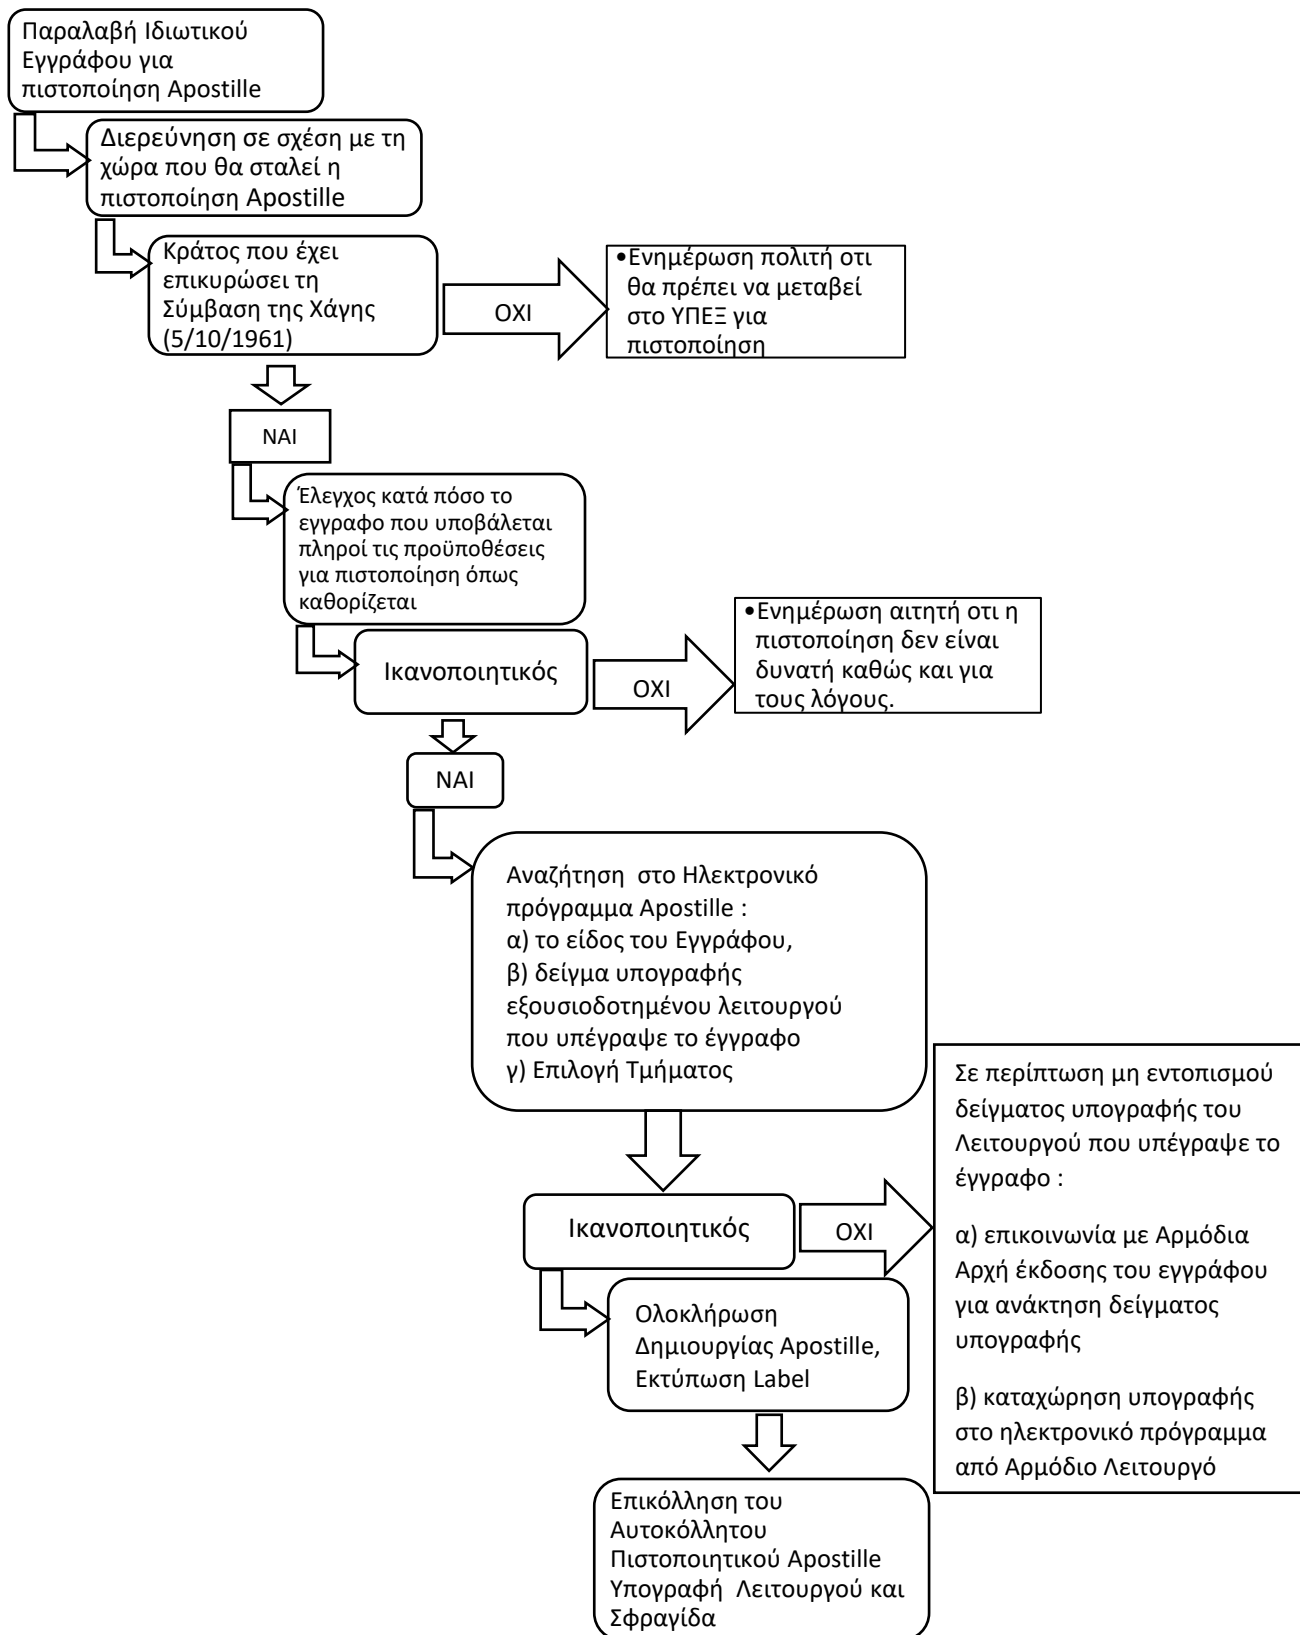 Παραλαβή Ιδιωτικού
Εγγράφου για
πιστοποίηση Apostille
Διερεύνηση σε σχέση με τη
χώρα που θα σταλεί η
πιστοποίηση Apostille
Κράτος που έχει
επικυρώσει τη
Σύμβαση της Χάγης
(5/10/1961)
ΟΧΙ
•Ενημέρωση πολιτή οτι
θα πρέπει να μεταβεί
στο ΥΠΕΞ για
πιστοποίηση
ΝΑΙ
Έλεγχος κατά πόσο το
εγγραφο που υποβάλεται
πληροί τις προϋποθέσεις
για πιστοποίηση όπως
καθορίζεται
Ικανοποιητικός
ΟΧΙ
•Ενημέρωση αιτητή οτι η
πιστοποίηση δεν είναι
δυνατή καθώς και για
τους λόγους.
ΝΑΙ
Αναζήτηση στο Ηλεκτρονικό
πρόγραμμα Apostille :
α) το είδος του Εγγράφου,
β) δείγμα υπογραφής
εξουσιοδοτημένου λειτουργού
που υπέγραψε το έγγραφο
γ) Επιλογή Τμήματος
Ικανοποιητικός
ΟΧΙ
Σε περίπτωση μη εντοπισμού
δείγματος υπογραφής του
Λειτουργού που υπέγραψε το
έγγραφο :
α) επικοινωνία με Αρμόδια
Αρχή έκδοσης του εγγράφου
για ανάκτηση δείγματος
υπογραφής
β) καταχώρηση υπογραφής
στο ηλεκτρονικό πρόγραμμα
από Αρμόδιο Λειτουργό
Ολοκλήρωση
Δημιουργίας Apostille,
Εκτύπωση Label
Επικόλληση του
Αυτοκόλλητου
Πιστοποιητικού Apostille
Υπογραφή Λειτουργού και
Σφραγίδα